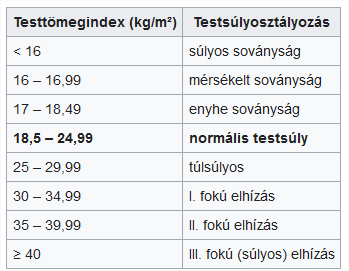 Testtömegindex (kg/m²) Testsúlyosztályozás
< 16 súlyos soványság
16 – 16,99 mérsékelt soványság
17 – 18,49 enyhe soványság
18,5 – 24,99 normális testsúly
25 – 29,99 túlsúlyos
30 – 34,99 I. fokú elhízás
35 – 39,99 II. fokú elhízás
≥ 40 III. fokú (súlyos) elhízás